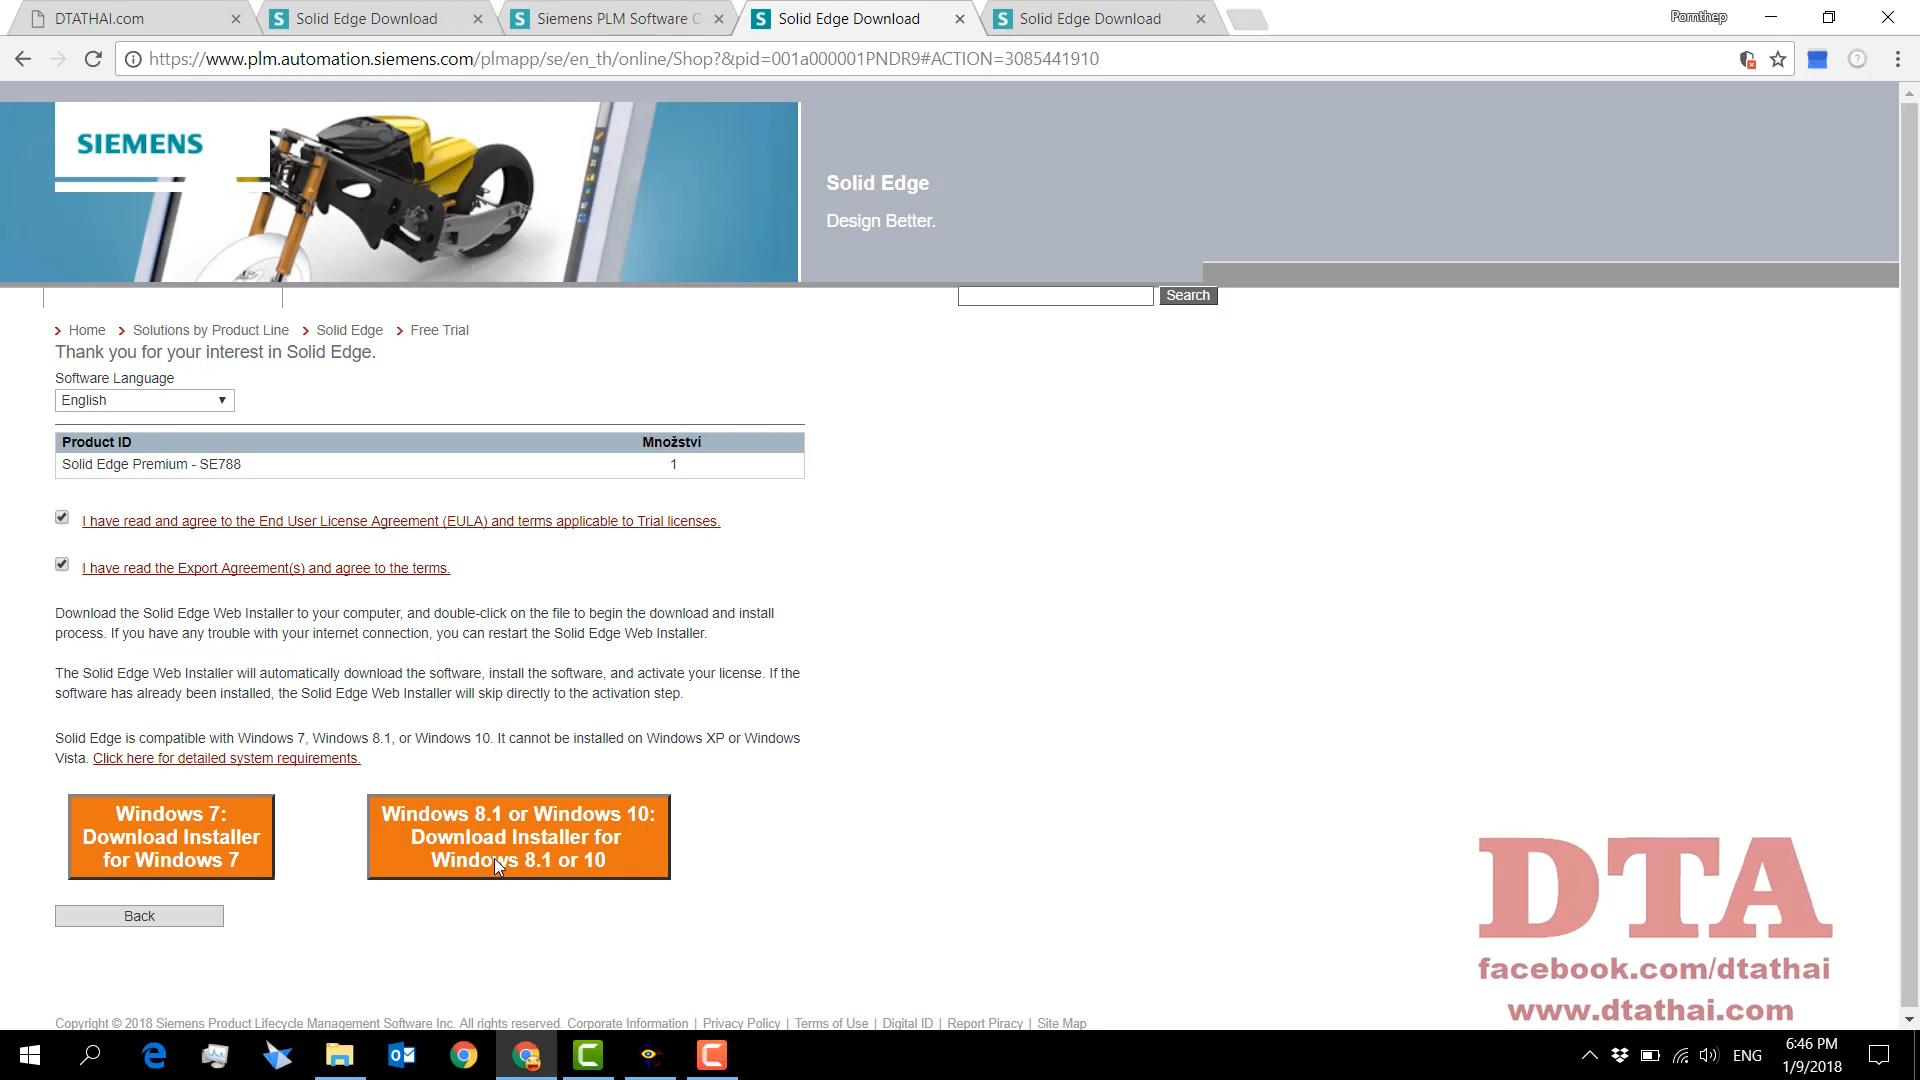 DTATHAI.com
Solid Edge Download
Siemens PLM Software O
Solid Edge Download
Solid Edge Download
Pornthep
https://www.plm.automation.siemens.com/plmapp/se/en_th/online/Shop?&pid=001a000001PNDR9#ACTION=3085441910
SIEMENS
Solid Edge
Design Better.
Search
Home
Solutions by Product Line
Solid Edge
Free Trial
Thank you for your interest in Solid Edge.
Software Language
English
Product ID Množství
Solid Edge Premium - SE788 1
I have read and agree to the End User License Agreement (EULA) and terms applicable to Trial licenses.
I have read the Export Agreement(s) and agree to the terms.
Download the Solid Edge Web Installer to your computer, and double-click on the file to begin the download and install
process. If you have any trouble with your internet connection, you can restart the Solid Edge Web Installer.
The Solid Edge Web Installer will automatically download the software, install the software, and activate your license. If the
software has already been installed, the Solid Edge Web Installer will skip directly to the activation step.
Solid Edge is compatible with Windows 7, Windows 8.1, or Windows 10. It cannot be installed on Windows XP or Windows
Vista. Click here for detailed system requirements.
Windows 7:
Download Installer
for Windows 7
Windows 8.1 or Windows 10:
Download Installer for
Windows 8.1 or 10
Back
DTA
facebook.com/dtathai
www.dtathai.com
Copyright © 2018 Siemens Product Lifecycle Management Software Inc. All rights reserved. Corporate Information | Privacy Policy | Terms of Use | Digital ID | Report Piracy | Site Map
ENG
6:46 PM
1/9/2018